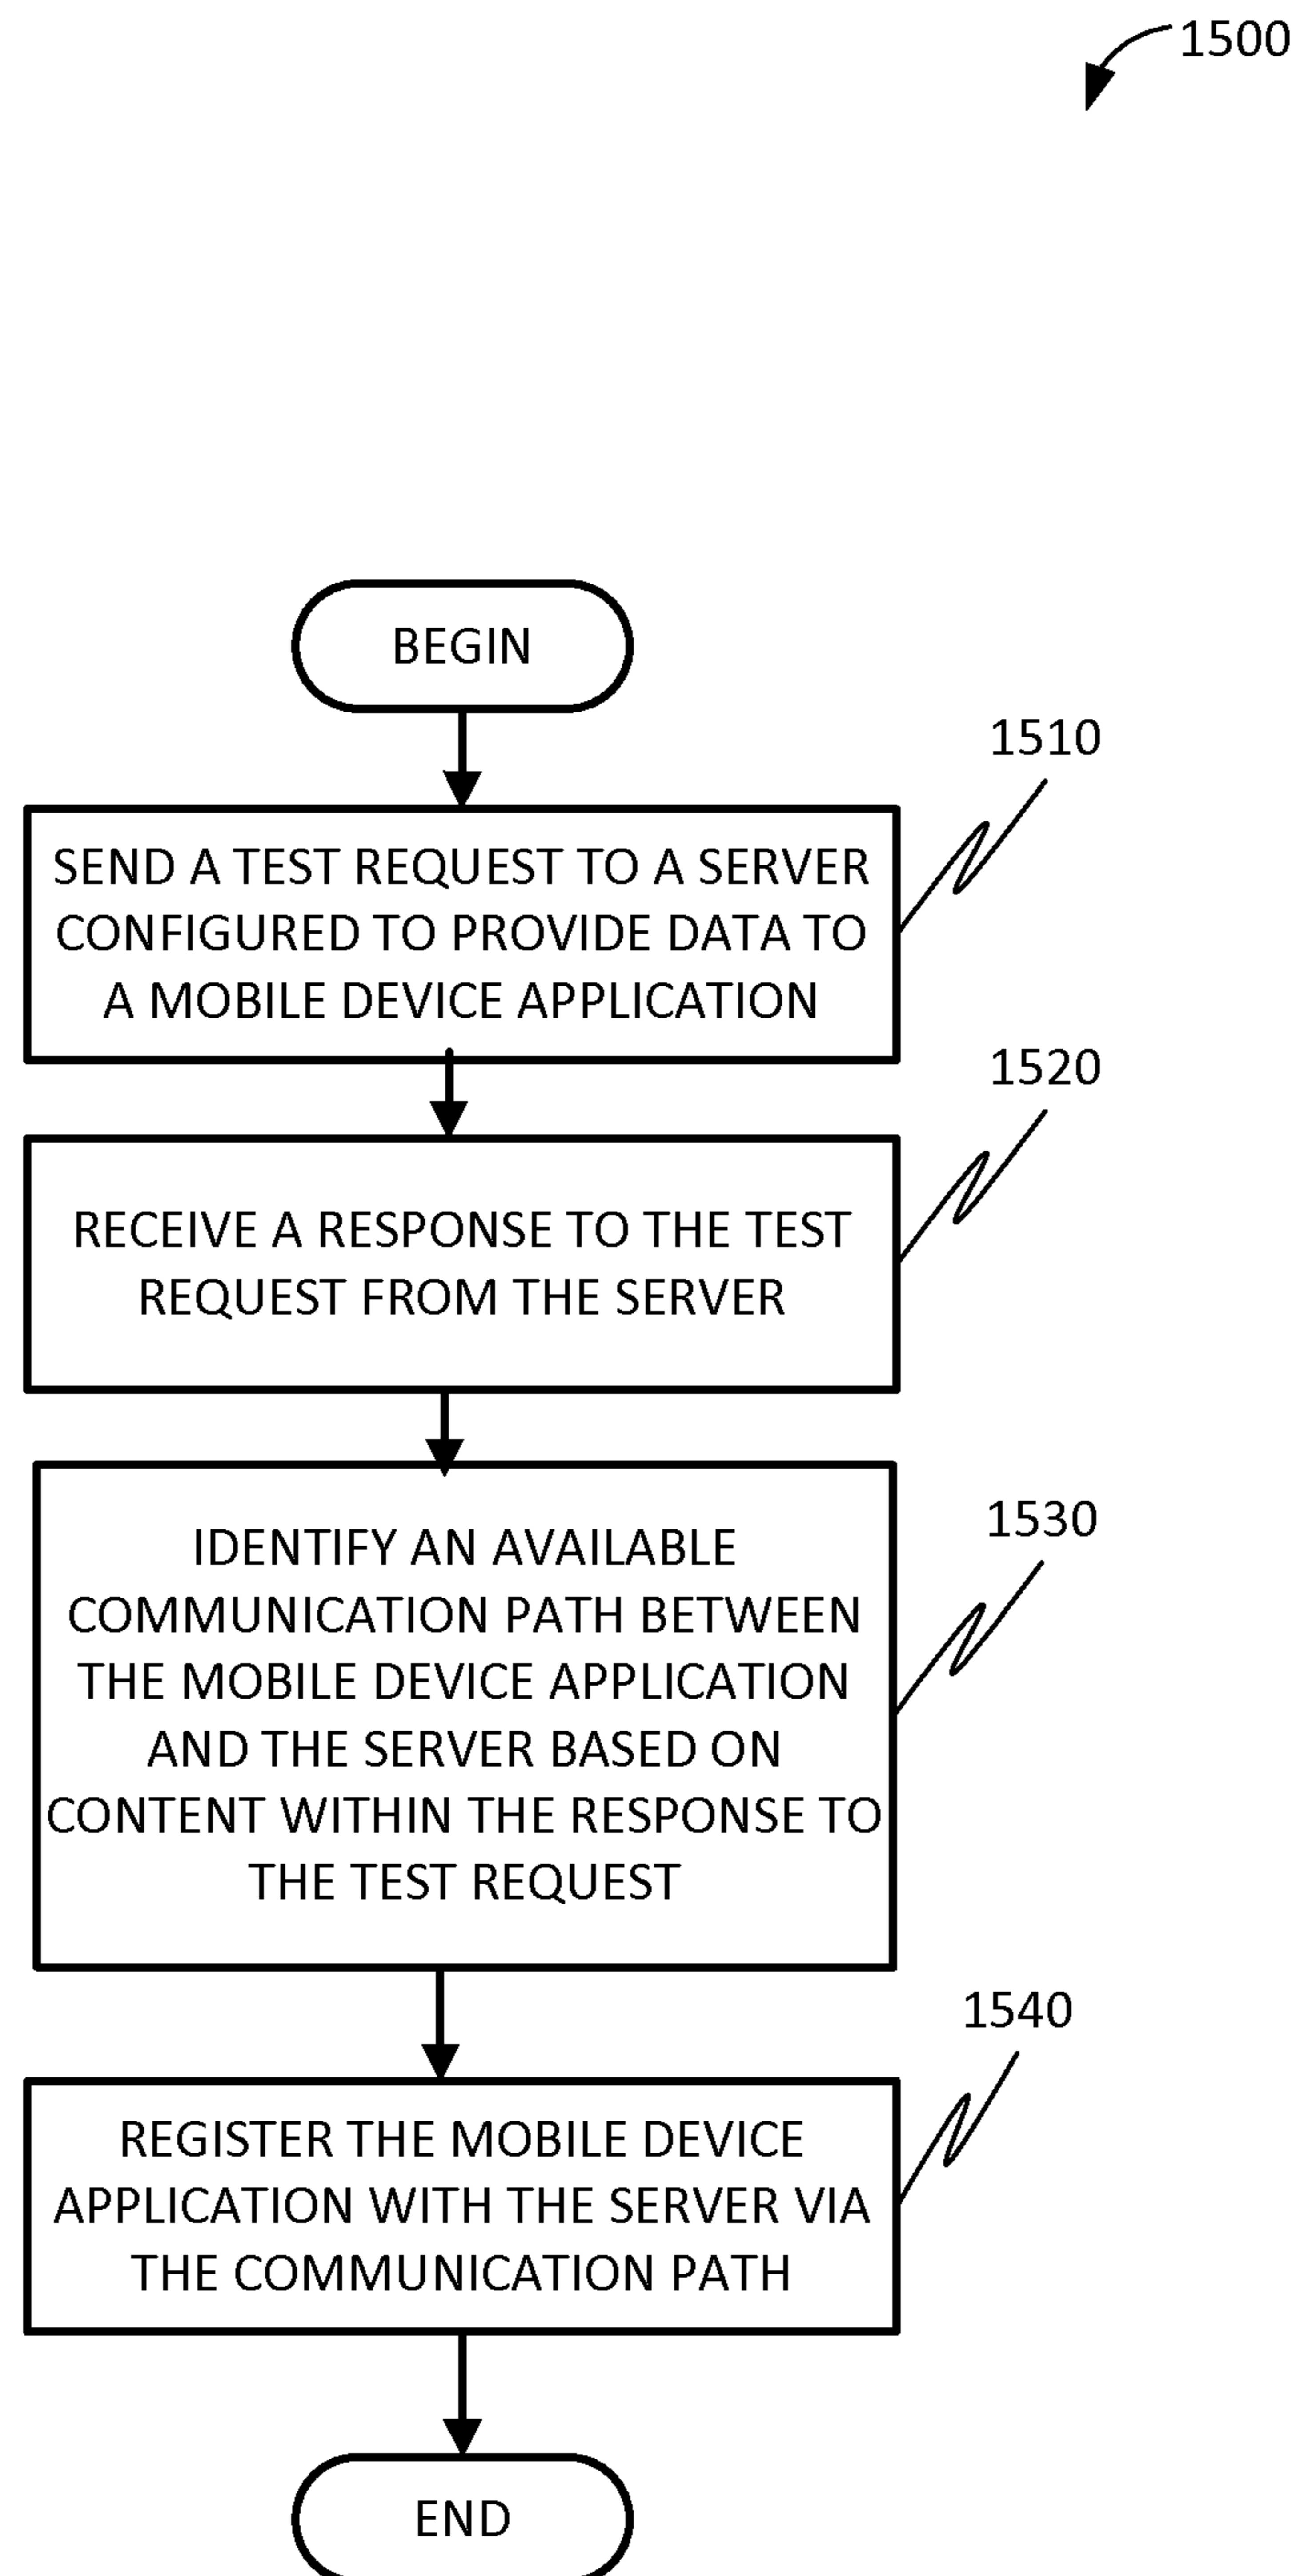 1500
BEGIN
1510
SEND A TEST REQUEST TO A SERVER
CONFIGURED TO PROVIDE DATA TO
A MOBILE DEVICE APPLICATION
1520
RECEIVE A RESPONSE TO THE TEST
REQUEST FROM THE SERVER
1530
IDENTIFY AN AVAILABLE
COMMUNICATION PATH BETWEEN
THE MOBILE DEVICE APPLICATION
AND THE SERVER BASED ON
CONTENT WITHIN THE RESPONSE TO
THE TEST REQUEST
1540
REGISTER THE MOBILE DEVICE
APPLICATION WITH THE SERVER VIA
THE COMMUNICATION PATH
END